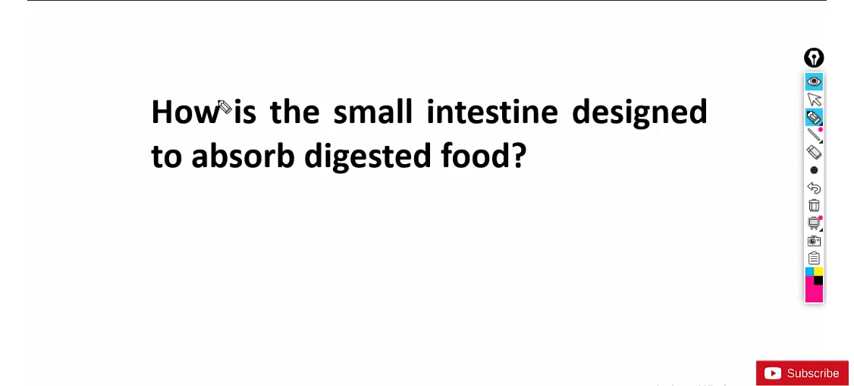 How is the small intestine designed
to absorb digested food?
Subscribe